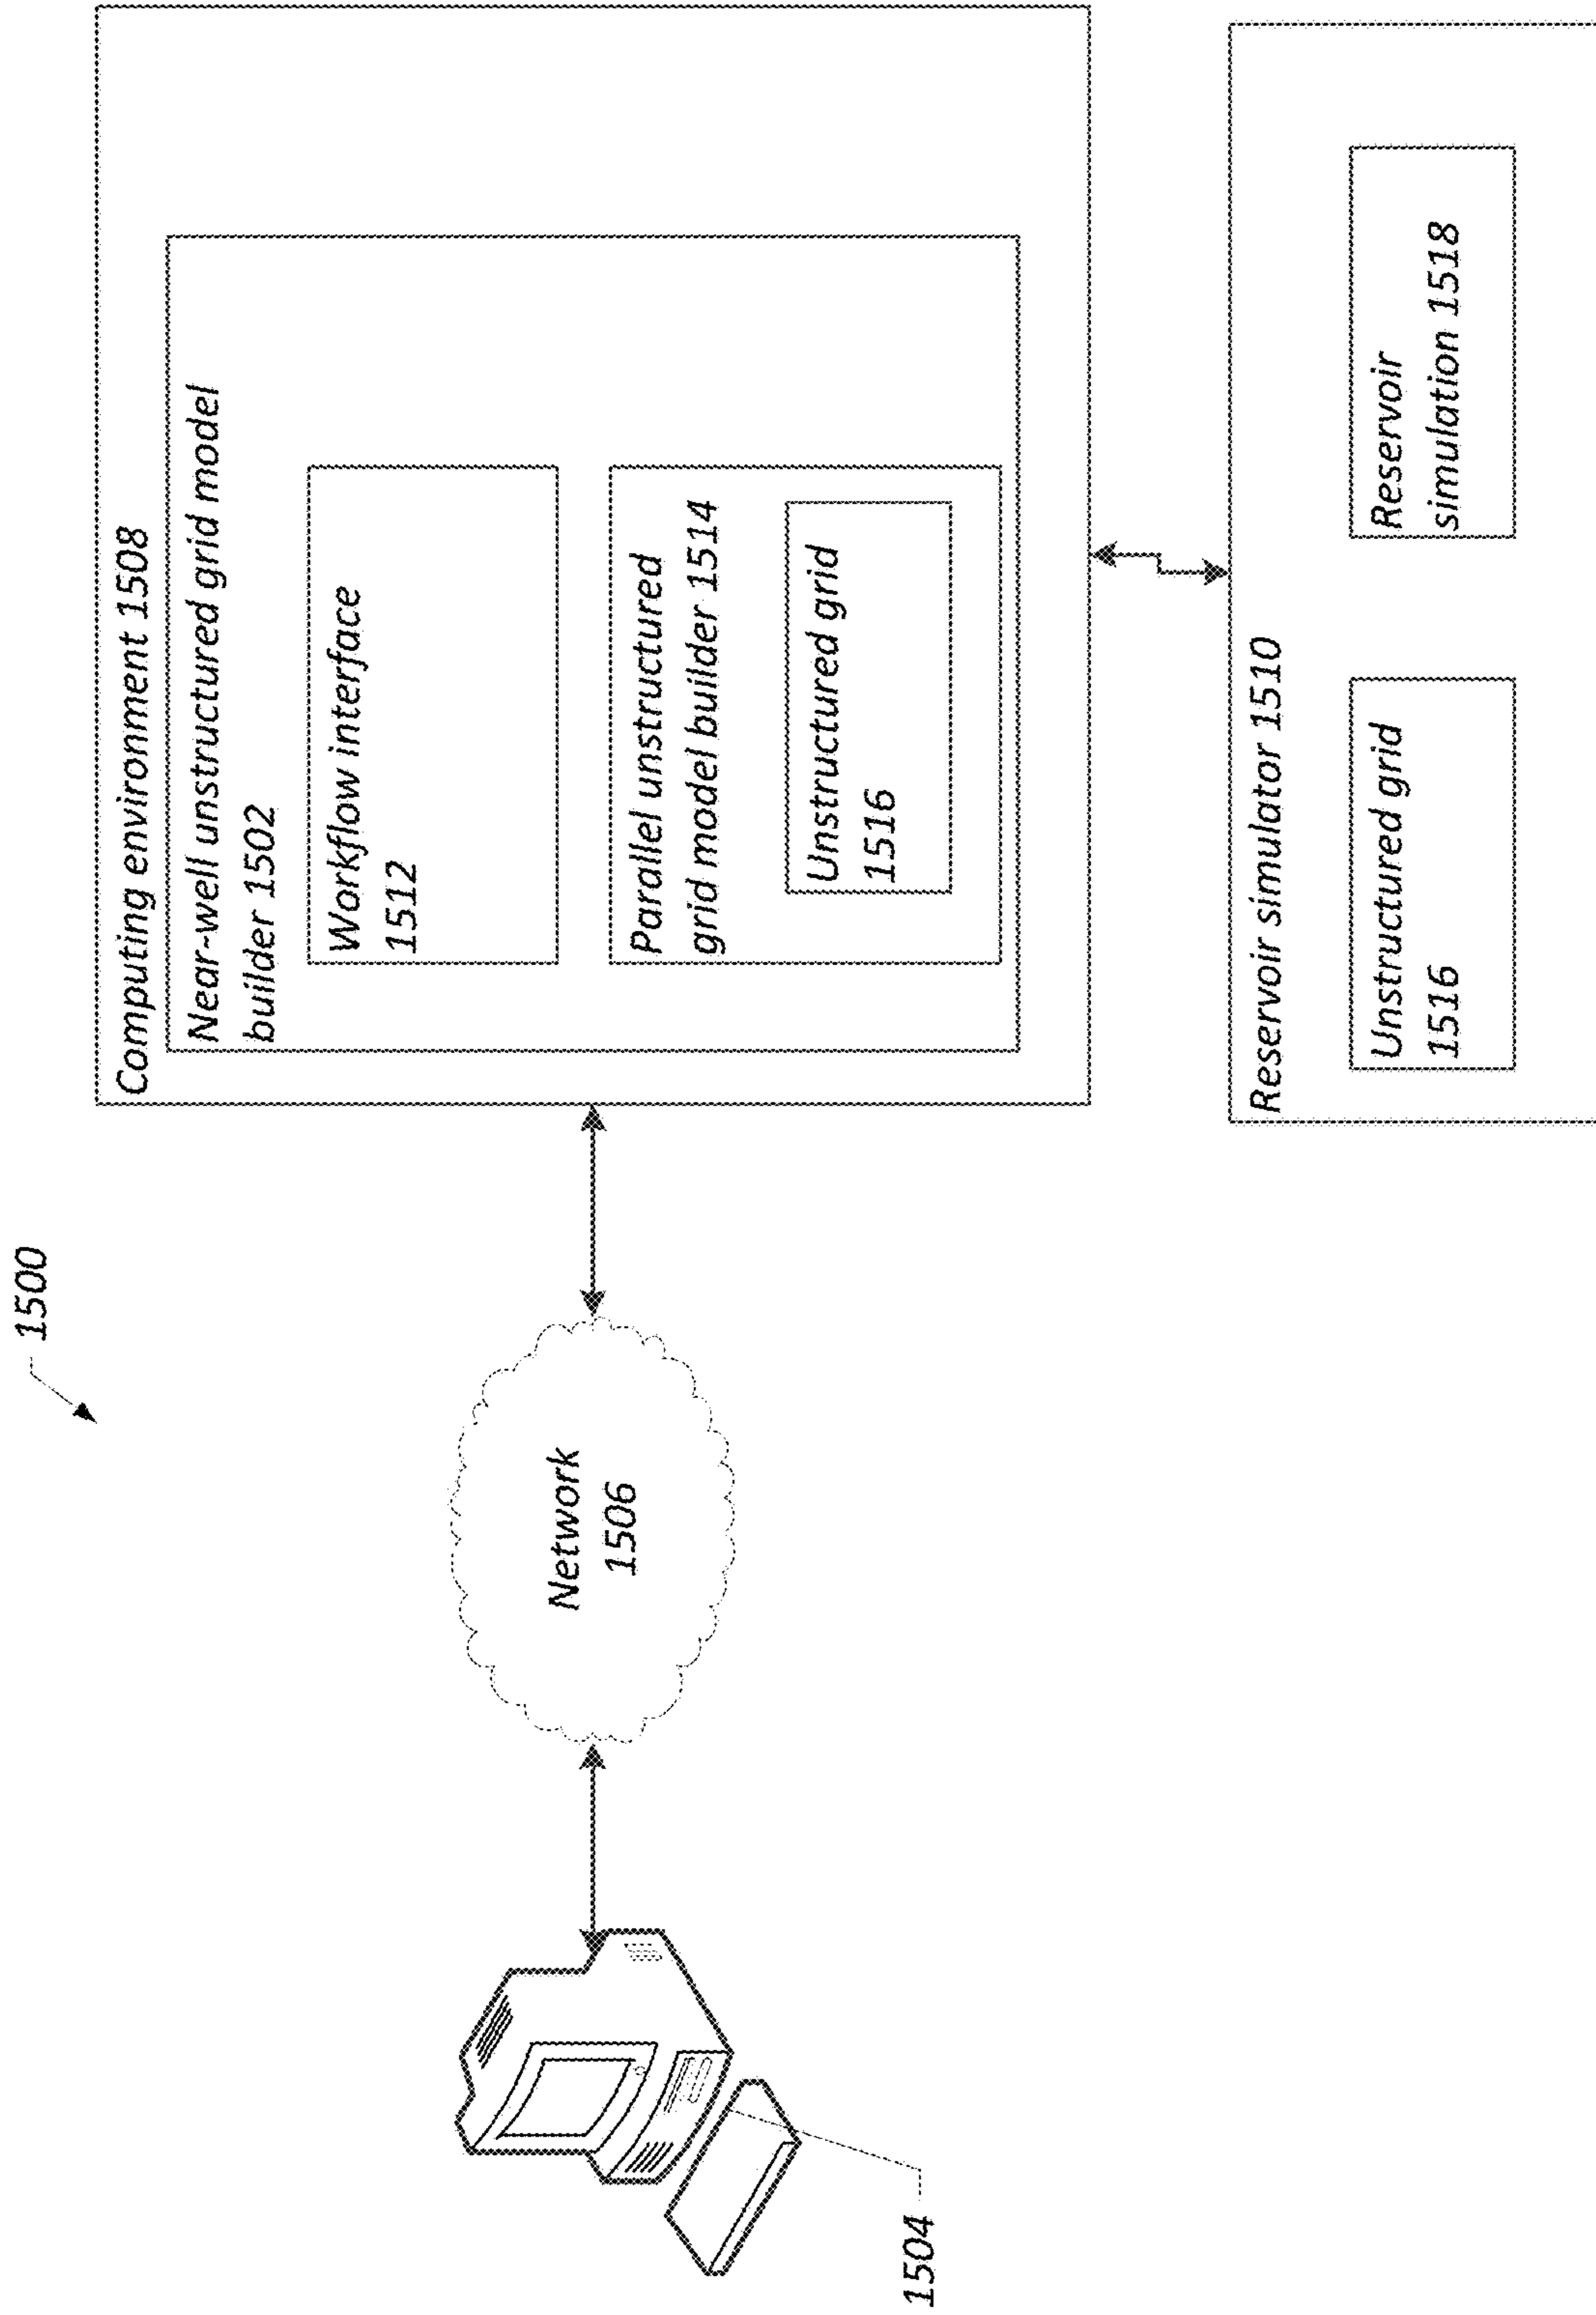 1500
Computing environment 1508
Near-well unstructured grid model
builder 1502
Workflow interface
1512
Parallel unstructured
grid model builder 1514
Unstructured grid
1516
Network
1506
1504
Reservoir simulator 1510
Unstructured grid
1516
Reservoir
simulation 1518